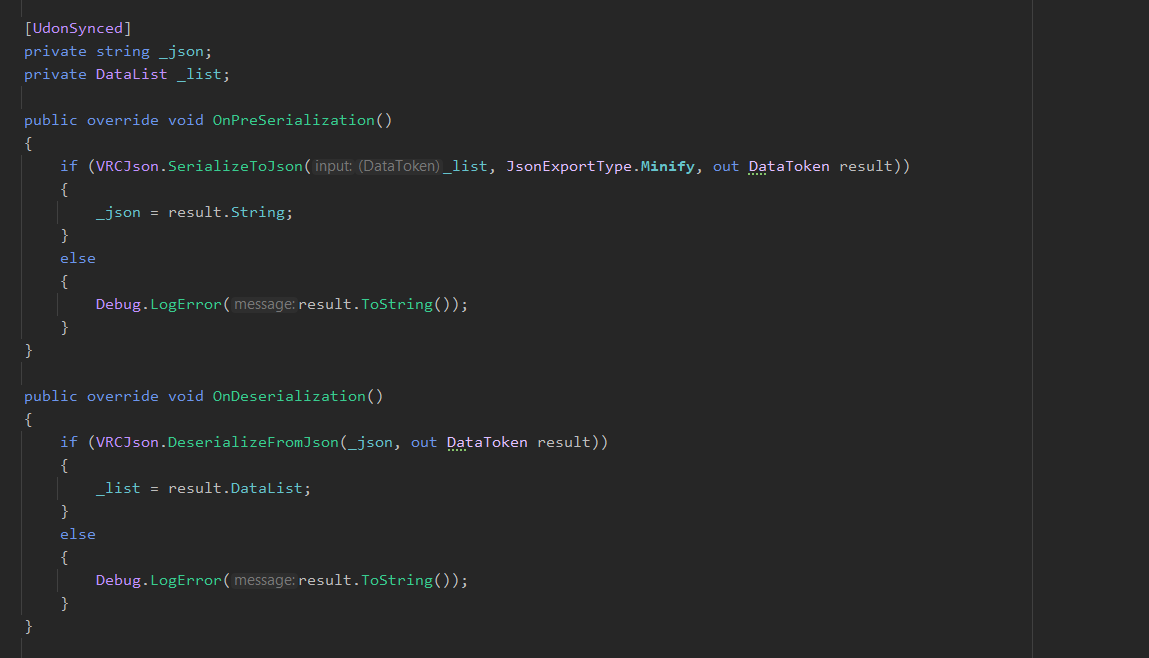 [UdonSynced]
private string _json;
private DataList _list;
public override void OnPreSerialization()
{
if (VRCJson.SerializeToJson( input: (DataToken) _list, JsonExportType.Minify, out DataToken result))
{
_json = result.String;
}
else
{
Debug.LogError( message: result.ToString());
}
}
public override void OnDeserialization()
{
if (VRCJson.DeserializeFromJson(_json, out DataToken result))
{
_list = result.DataList;
}
else
{
Debug.LogError( message: result.ToString());
}
}